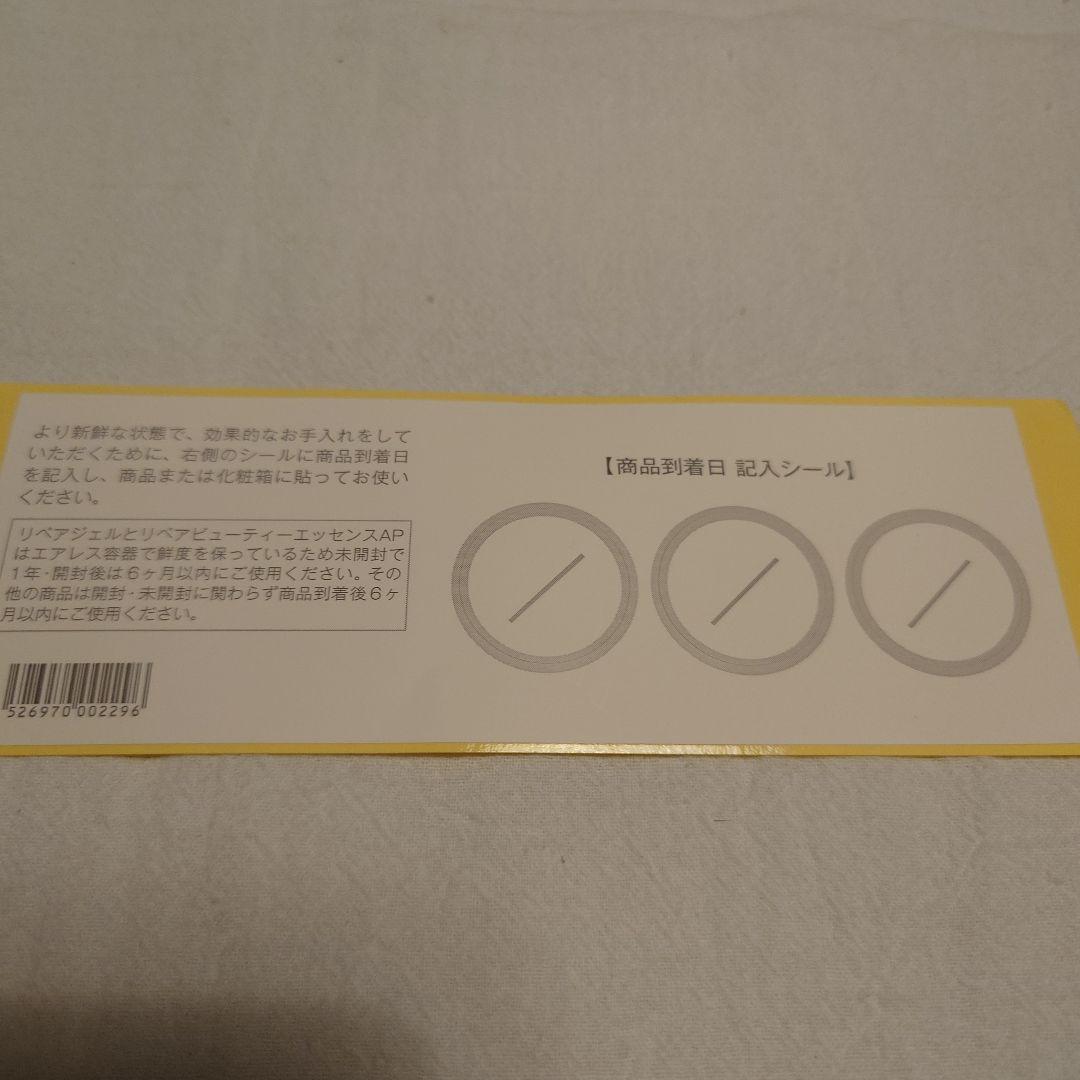 より新鮮な状態で、効果的なお手入れをして
いただくために、右側のシールに商品到着日
を記入し、商品または化粧箱に貼ってお使い
ください。
リペアジェルとリペアビューティーエッセンスAP
はエアレス容器で鮮度を保っているため未開封で
1年・開封後は6ヶ月以内にご使用ください。その
他の商品は開封・未開封に関わらず商品到着後6ヶ
月以内にご使用ください。
526970 002296
【商品到着日 記入シール】